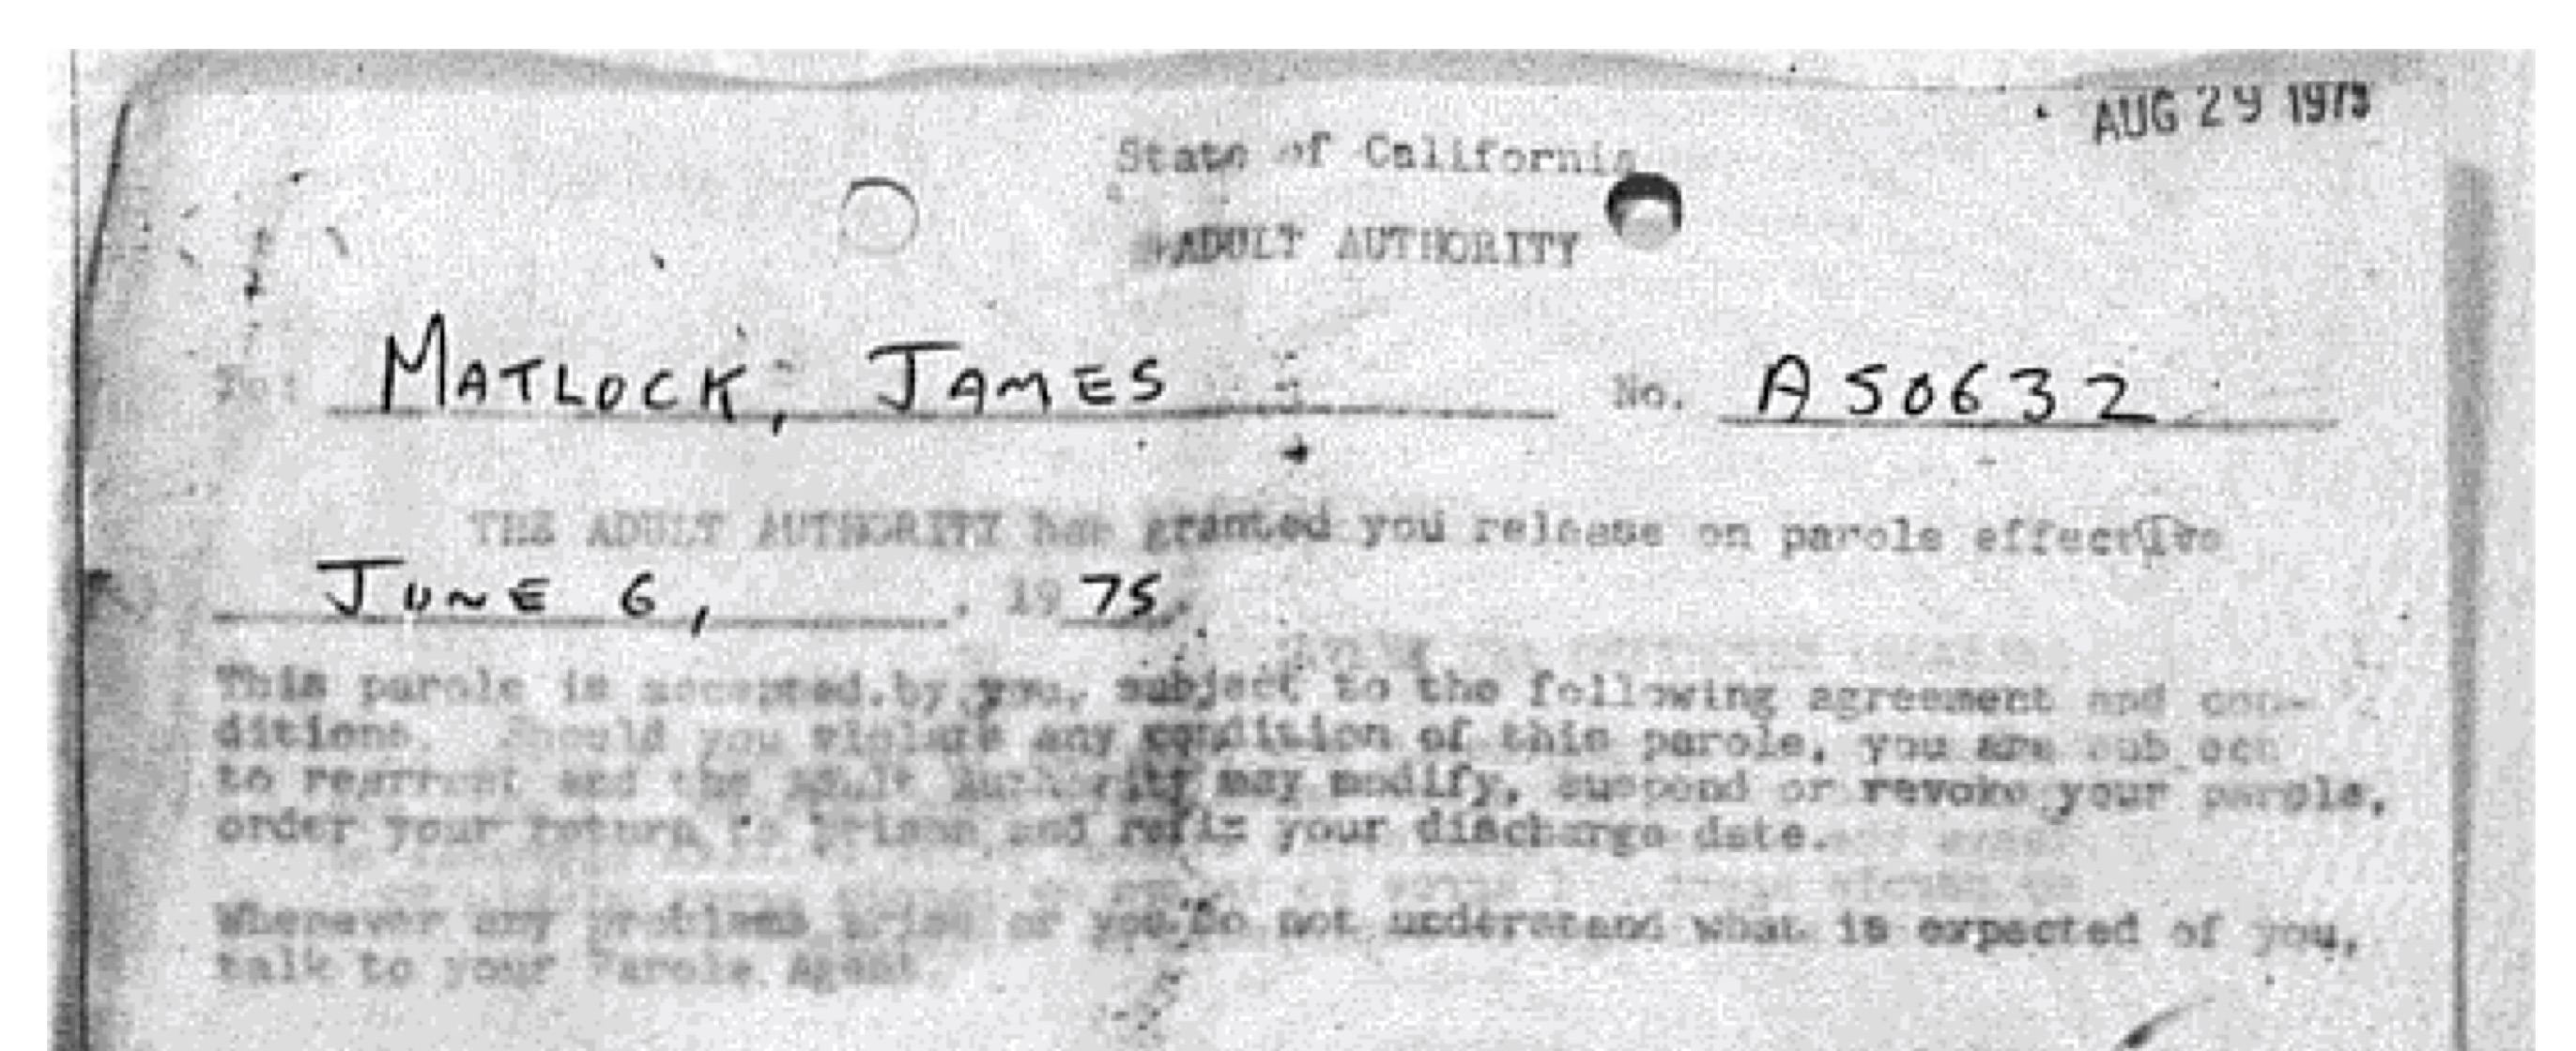 AUG 29 1975
State of California
ADULT AUTHORITY
To: MATLOCK, JAMES No. A50632
THE ADULT AUTHORITY has granted you release on parole effective
JUNE 6, , 1975.
This parole is accepted by you, subject to the following agreement and con-
ditions. Should you violate any condition of this parole, you are subject
to rearrest and the Adult Authority may modify, suspend or revoke your parole,
order your return to prison and refix your discharge date.
Whenever any problems arise or you do not understand what is expected of you,
talk to your Parole Agent.